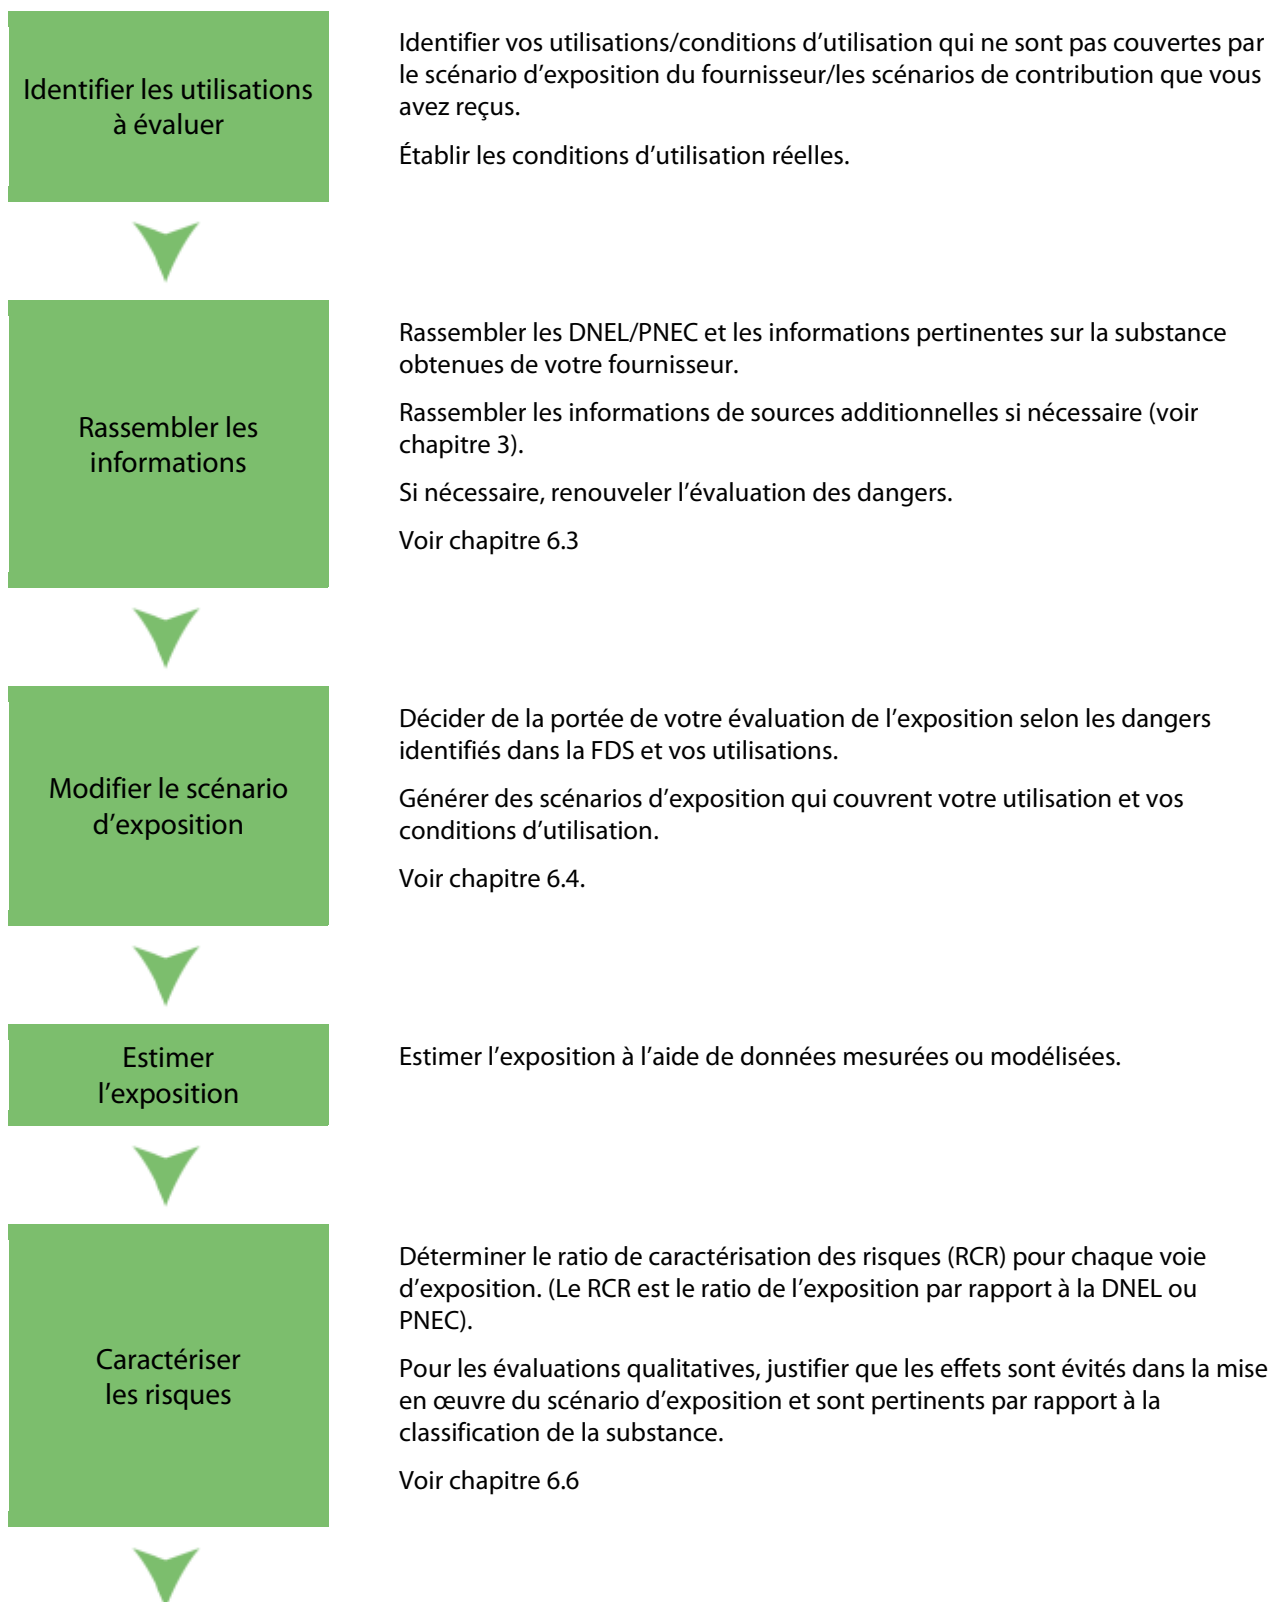 Identifier les utilisations
à évaluer
Identifier vos utilisations/conditions d’utilisation qui ne sont pas couvertes par
le scénario d’exposition du fournisseur/les scénarios de contribution que vous
avez reçus.
Établir les conditions d’utilisation réelles.
Rassembler les
informations
Rassembler les DNEL/PNEC et les informations pertinentes sur la substance
obtenues de votre fournisseur.
Rassembler les informations de sources additionnelles si nécessaire (voir
chapitre 3).
Si nécessaire, renouveler l’évaluation des dangers.
Voir chapitre 6.3
Modifier le scénario
d’exposition
Décider de la portée de votre évaluation de l’exposition selon les dangers
identifiés dans la FDS et vos utilisations.
Générer des scénarios d’exposition qui couvrent votre utilisation et vos
conditions d’utilisation.
Voir chapitre 6.4.
Estimer
l’exposition
Estimer l’exposition à l’aide de données mesurées ou modélisées.
Caractériser
les risques
Déterminer le ratio de caractérisation des risques (RCR) pour chaque voie
d’exposition. (Le RCR est le ratio de l’exposition par rapport à la DNEL ou
PNEC).
Pour les évaluations qualitatives, justifier que les effets sont évités dans la mise
en œuvre du scénario d’exposition et sont pertinents par rapport à la
classification de la substance.
Voir chapitre 6.6